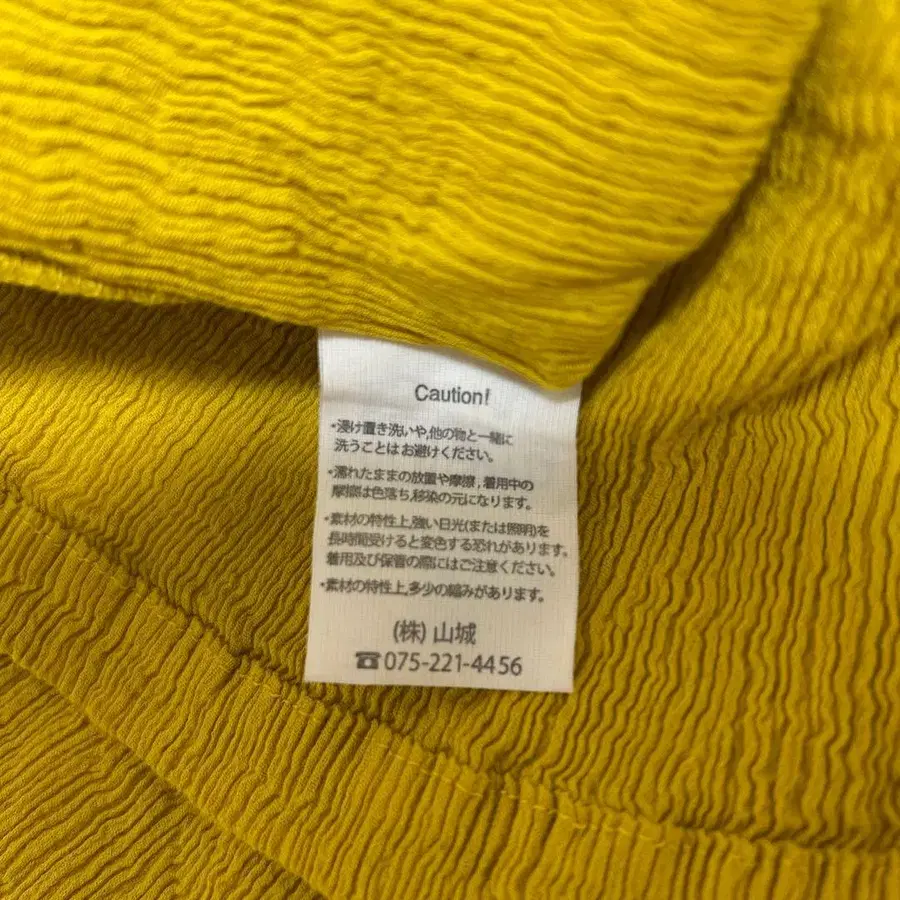 Caution!
・浸け置き洗いや,他の物と一緒に
洗うことはお避けください。
・濡れたままの放置や摩擦,着用中の
摩擦は色落ち,移染の元になります。
・素材の特性上,強い日光(または照明)を
長時間受けると変色する恐れがあります。
着用及び保管の際にはご注意ください。
・素材の特性上,多少の縮みがあります。
(株)山城
☎075-221-4456